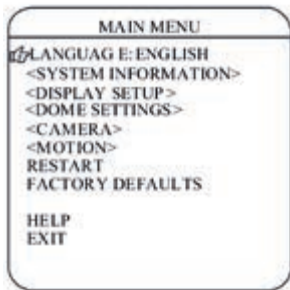 MAIN MENU
LANGUAG E: ENGLISH
<SYSTEM INFORMATION>
<DISPLAY SETUP>
<DOME SETTINGS>
<CAMERA>
<MOTION>
RESTART
FACTORY DEFAULTS
HELP
EXIT